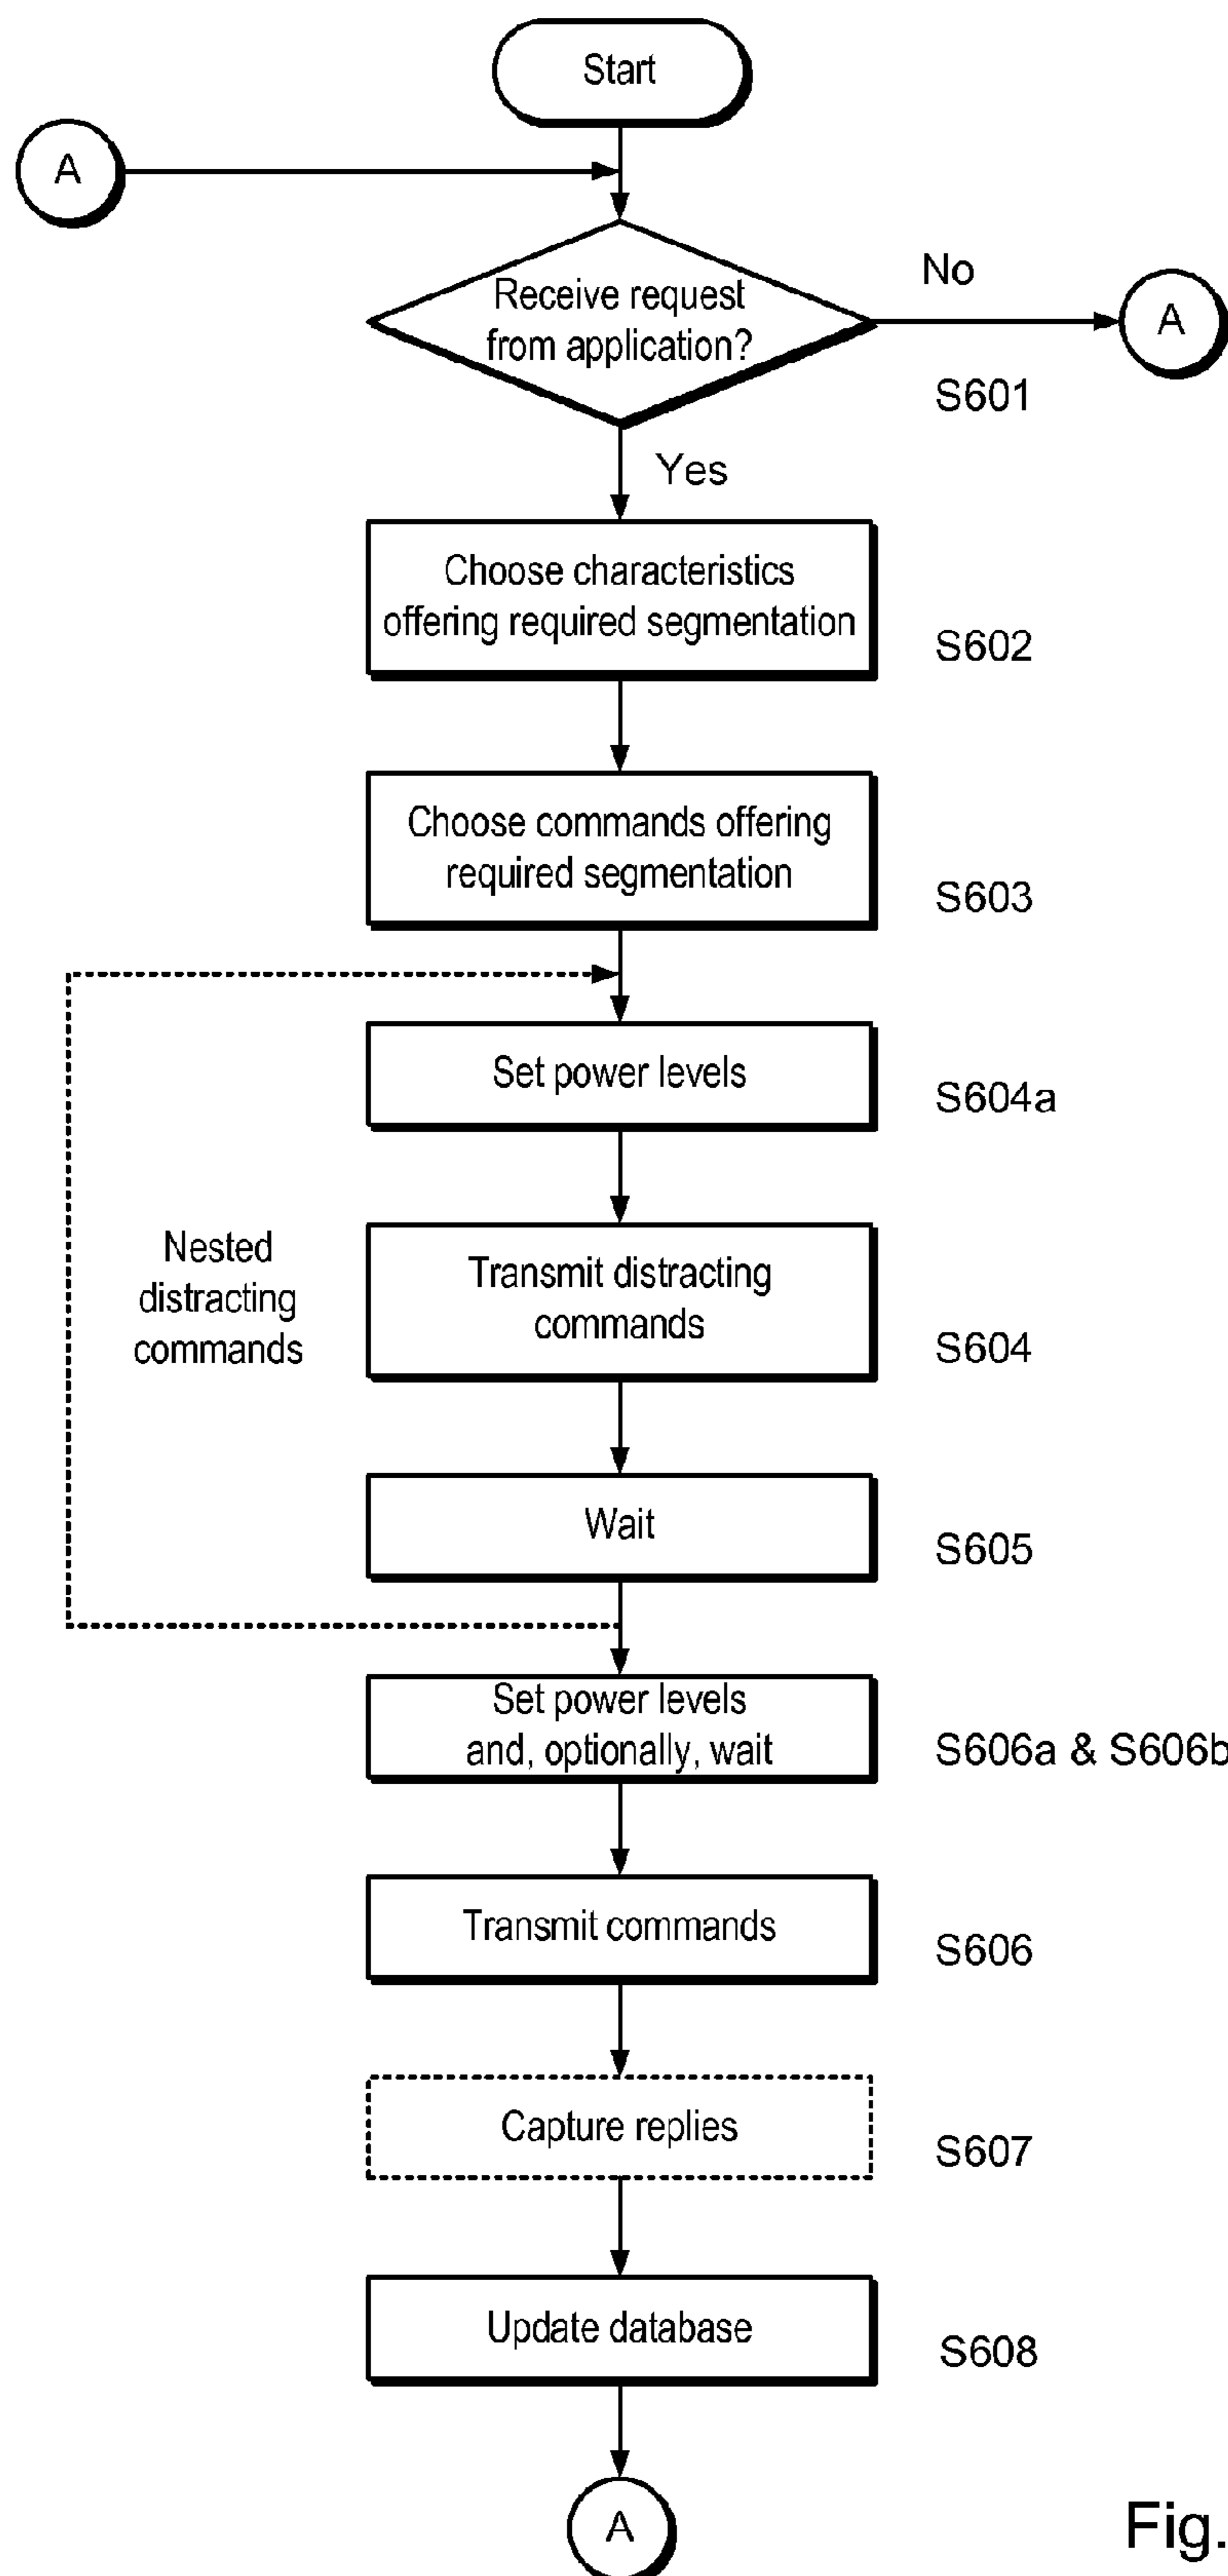 Start
A
Receive request
from application?
No
A
S601
Yes
Choose characteristics
offering required segmentation
S602
Choose commands offering
required segmentation
S603
Set power levels
S604a
Nested
distracting
commands
Transmit distracting
commands
S604
Wait
S605
Set power levels
and, optionally, wait
S606a & S606b
Transmit commands
S606
Capture replies
S607
Update database
S608
A
Fig.